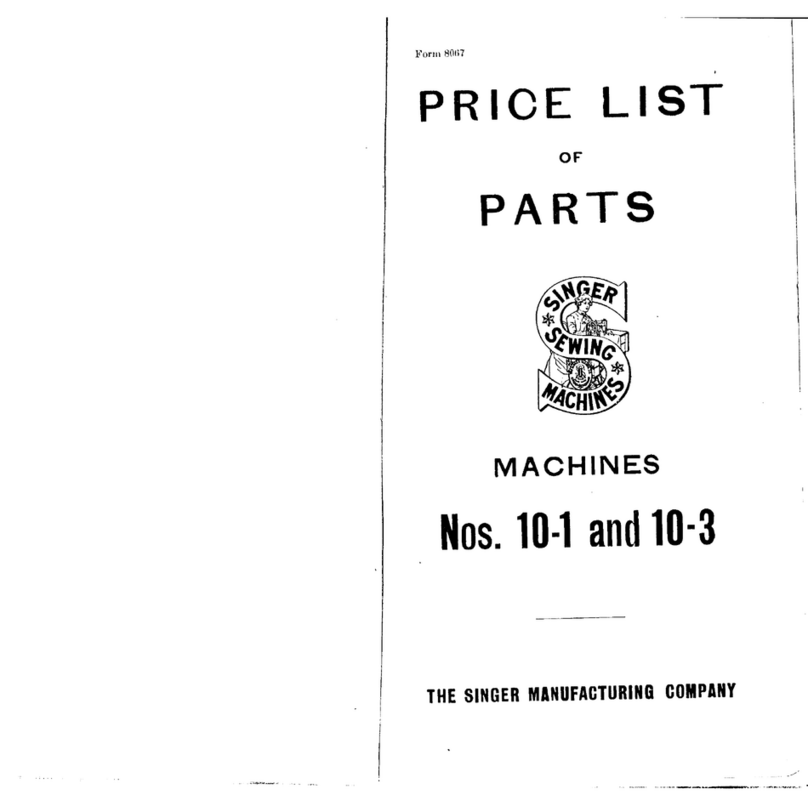 Form 8067
PRICE LIST
OF
PARTS
SINGER
SEWING
MACHINES
MACHINES
Nos. 10-1 and 10-3
THE SINGER MANUFACTURING COMPANY